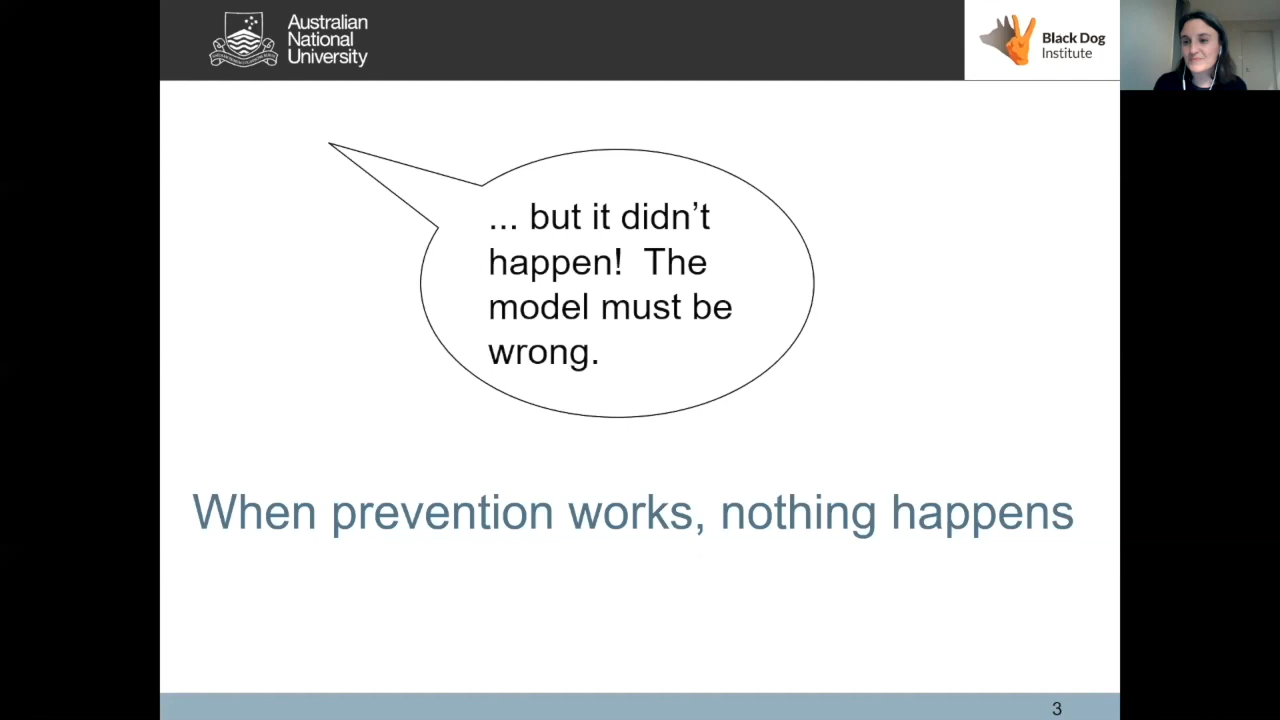 Australian
National
University
Black Dog
Institute
... but it didn’t
happen!  The
model must be
wrong.
When prevention works, nothing happens
3